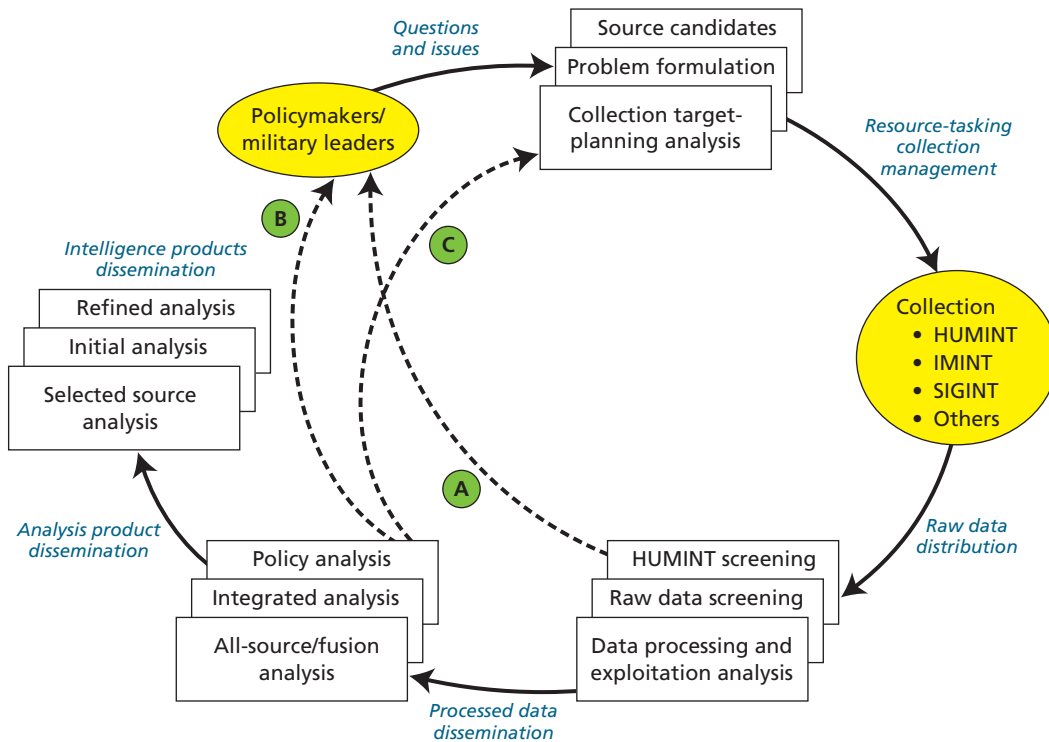 Questions
and issues
Source candidates
Problem formulation
Collection target-
planning analysis
Policymakers/
military leaders
Resource-tasking
collection
management
B
C
Intelligence products
dissemination
Refined analysis
Initial analysis
Selected source
analysis
Collection
• HUMINT
• IMINT
• SIGINT
• Others
A
Analysis product
dissemination
Raw data
distribution
Policy analysis
Integrated analysis
All-source/fusion
analysis
HUMINT screening
Raw data screening
Data processing and
exploitation analysis
Processed data
dissemination